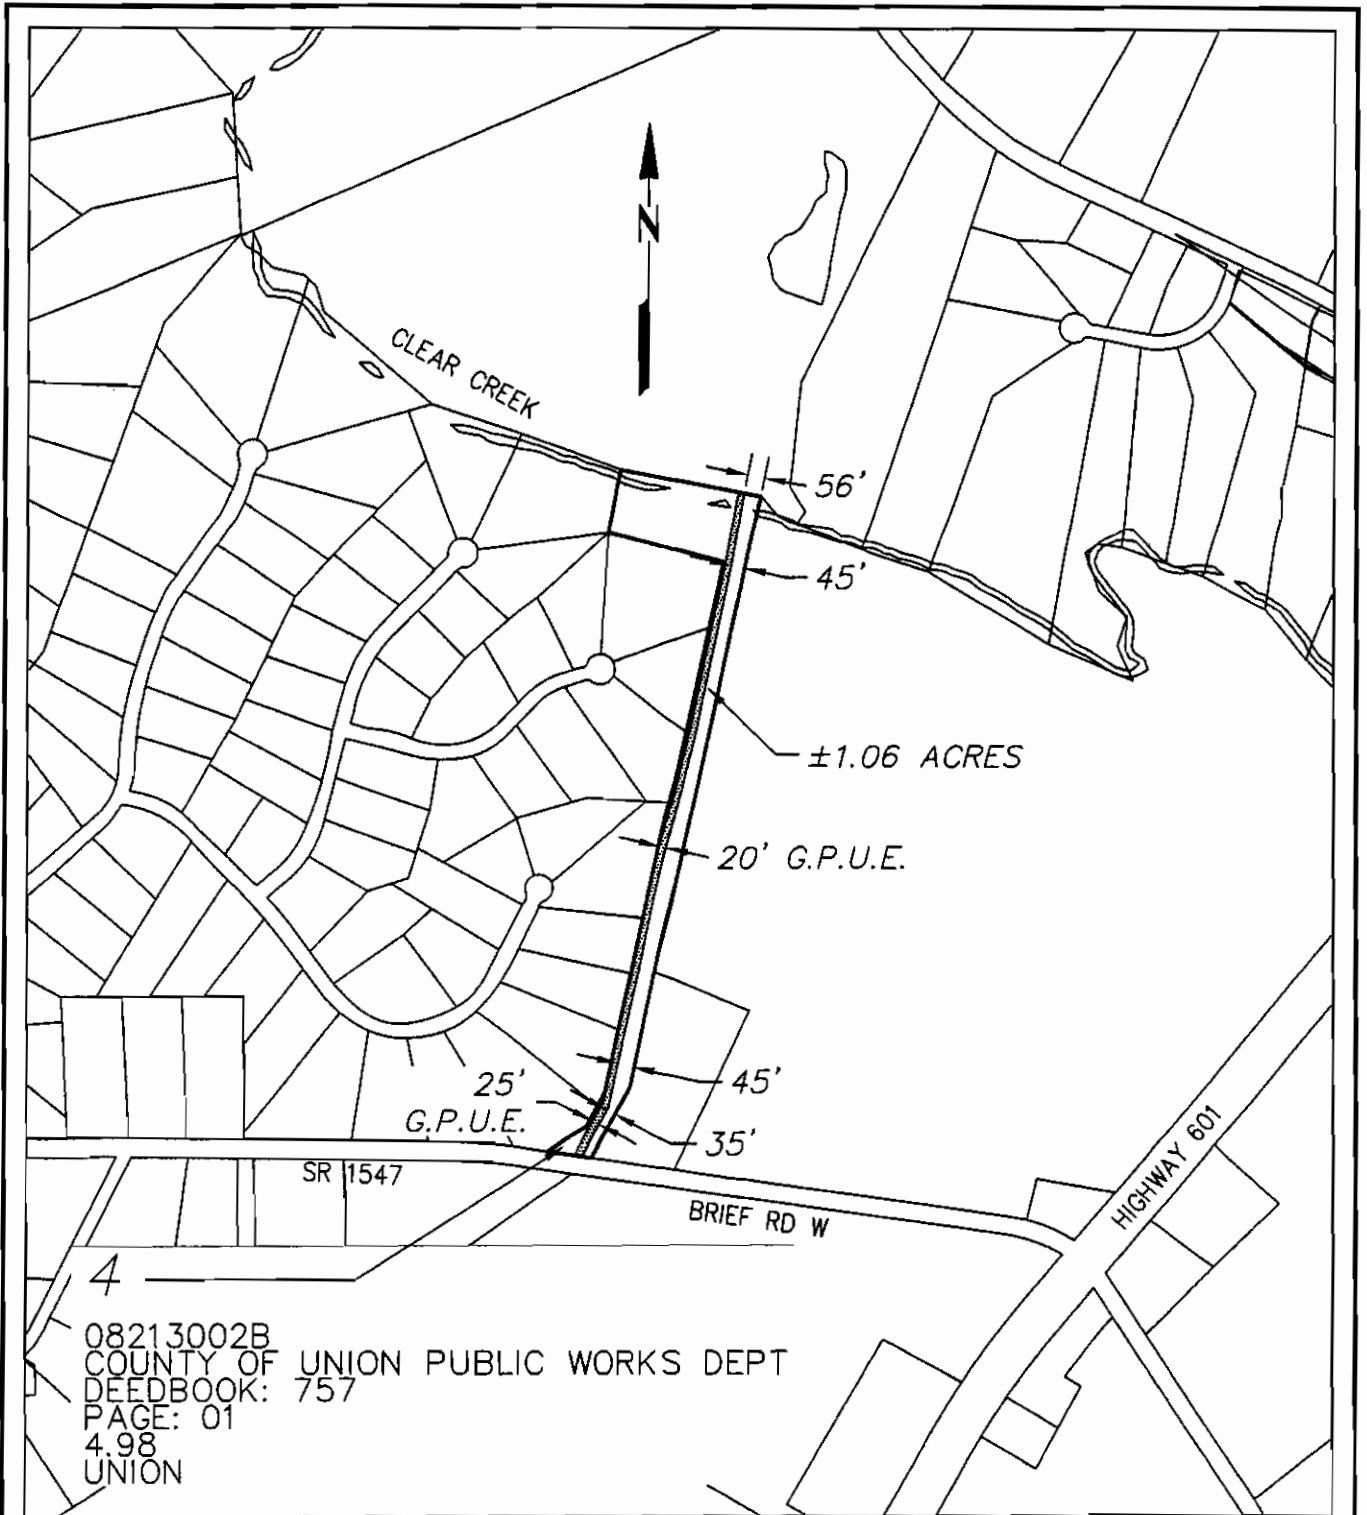 N
CLEAR CREEK
56'
45'
±1.06 ACRES
20' G.P.U.E.
25'
G.P.U.E.
45'
35'
SR 1547
BRIEF RD W
HIGHWAY 601
4
08213002B
COUNTY OF UNION PUBLIC WORKS DEPT
DEEDBOOK: 757
PAGE: 01
4.98
UNION